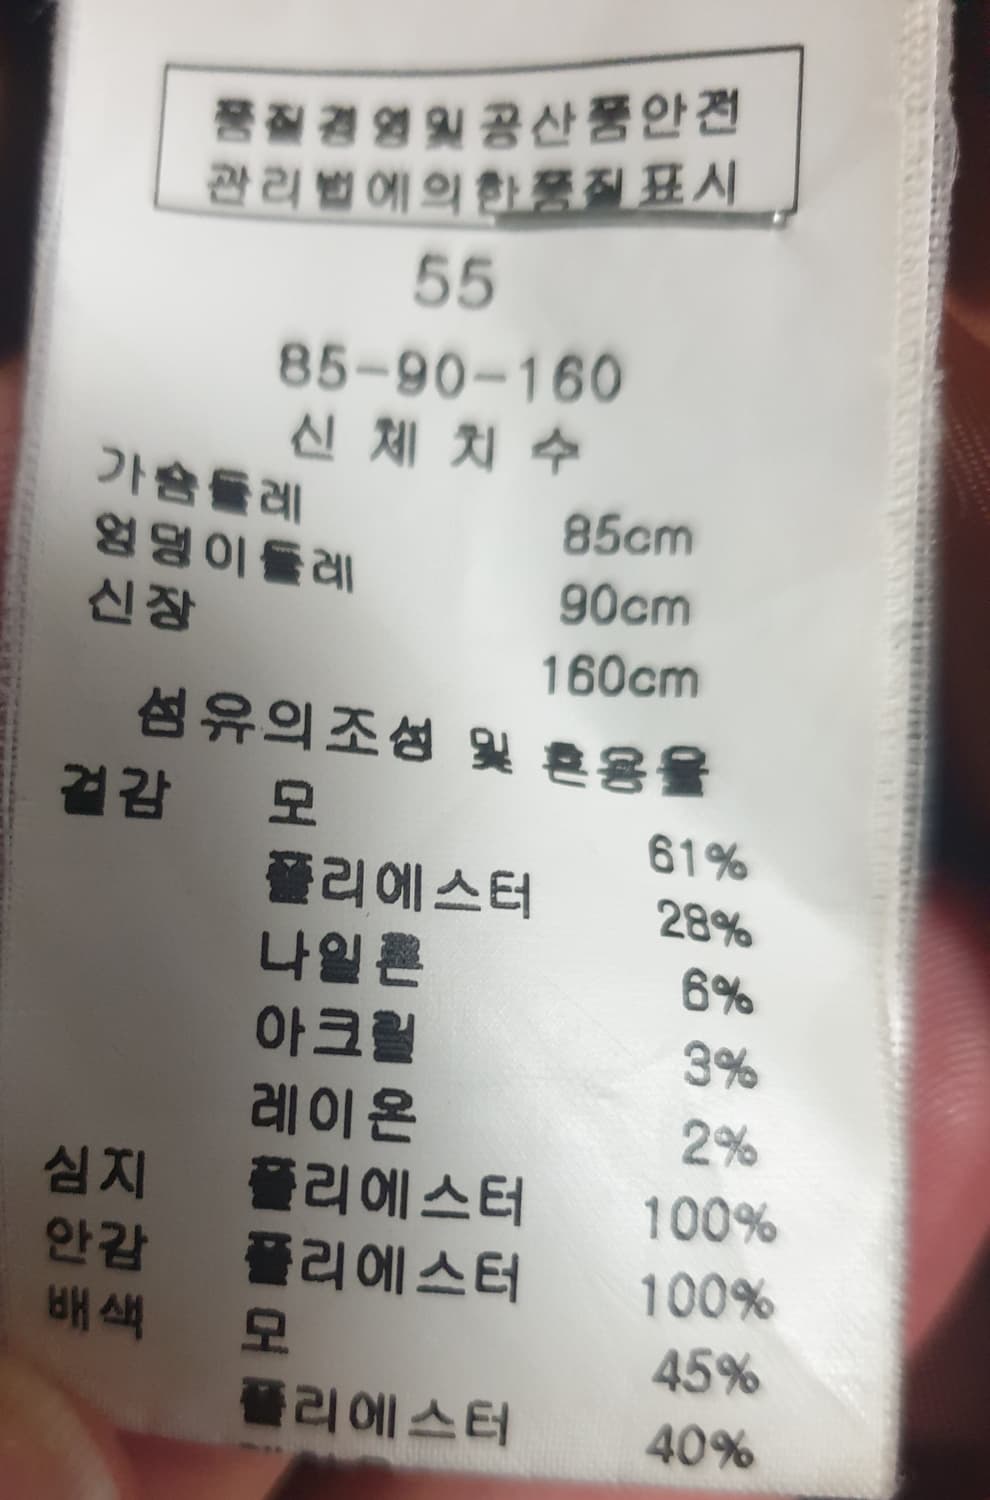 품질경영및공산품안전
관리법에의한품질표시
55
85-90-160
신체치수
가슴둘레 85cm
엉덩이둘레 90cm
신장 160cm
섬유의조성 및 혼용율
겉감 모 61%
폴리에스터 28%
나일론 6%
아크릴 3%
레이온 2%
심지 폴리에스터 100%
안감 폴리에스터 100%
배색 모 45%
폴리에스터 40%